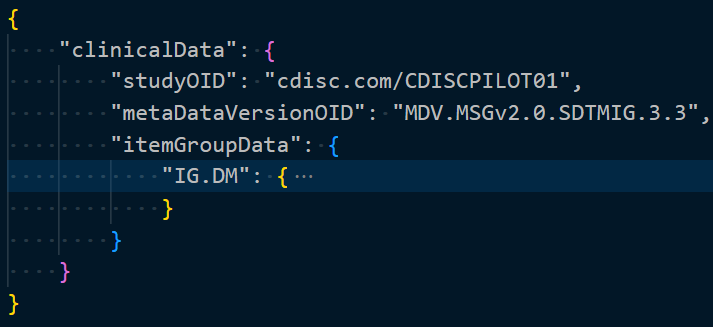 {
    "clinicalData": {
        "studyOID": "cdisc.com/CDISCPILOT01",
        "metaDataVersionOID": "MDV.MSGv2.0.SDTMIG.3.3",
        "itemGroupData": {
            "IG.DM": { ⋯
            }
        }
    }
}